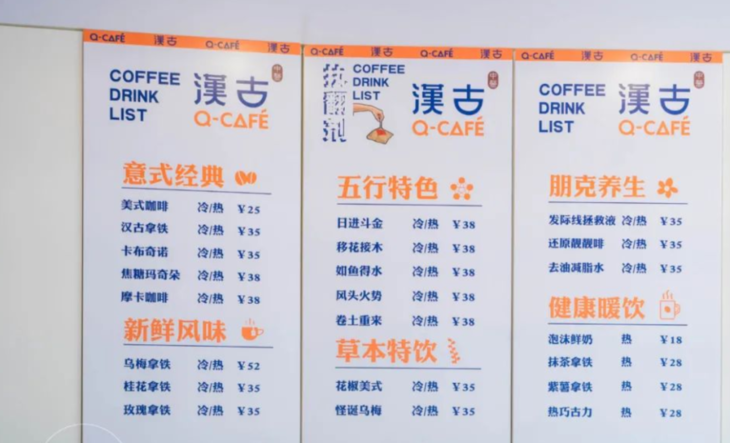 Q-CAFÉ 漢古 Q-CAFÉ 漢古
COFFEE
DRINK
LIST
漢古
Q-CAFÉ
意式经典
美式咖啡 冷/热 ¥25
汉古拿铁 冷/热 ¥35
卡布奇诺 冷/热 ¥35
焦糖玛奇朵 冷/热 ¥38
摩卡咖啡 冷/热 ¥38
新鲜风味
乌梅拿铁 冷/热 ¥52
桂花拿铁 冷/热 ¥35
玫瑰拿铁 冷/热 ¥35
Q-CAFÉ 漢古 Q-CAFÉ 漢古
热翻剂
COFFEE
DRINK
LIST
漢古
Q-CAFÉ
五行特色
日进斗金 冷/热 ¥38
移花接木 冷/热 ¥38
如鱼得水 冷/热 ¥38
风头火势 冷/热 ¥38
卷土重来 冷/热 ¥38
草本特饮
花椒美式 冷/热 ¥35
怪诞乌梅 冷/热 ¥35
Q-CAFÉ 漢古 Q-CAFÉ 漢古
COFFEE
DRINK
LIST
漢古
Q-CAFÉ
朋克养生
发际线拯救液 冷/热 ¥35
还原靓靓啡 冷/热 ¥35
去油减脂水 冷/热 ¥35
健康暖饮
泡沫鲜奶 热 ¥18
抹茶拿铁 热 ¥28
紫薯拿铁 热 ¥28
热巧古力 热 ¥28